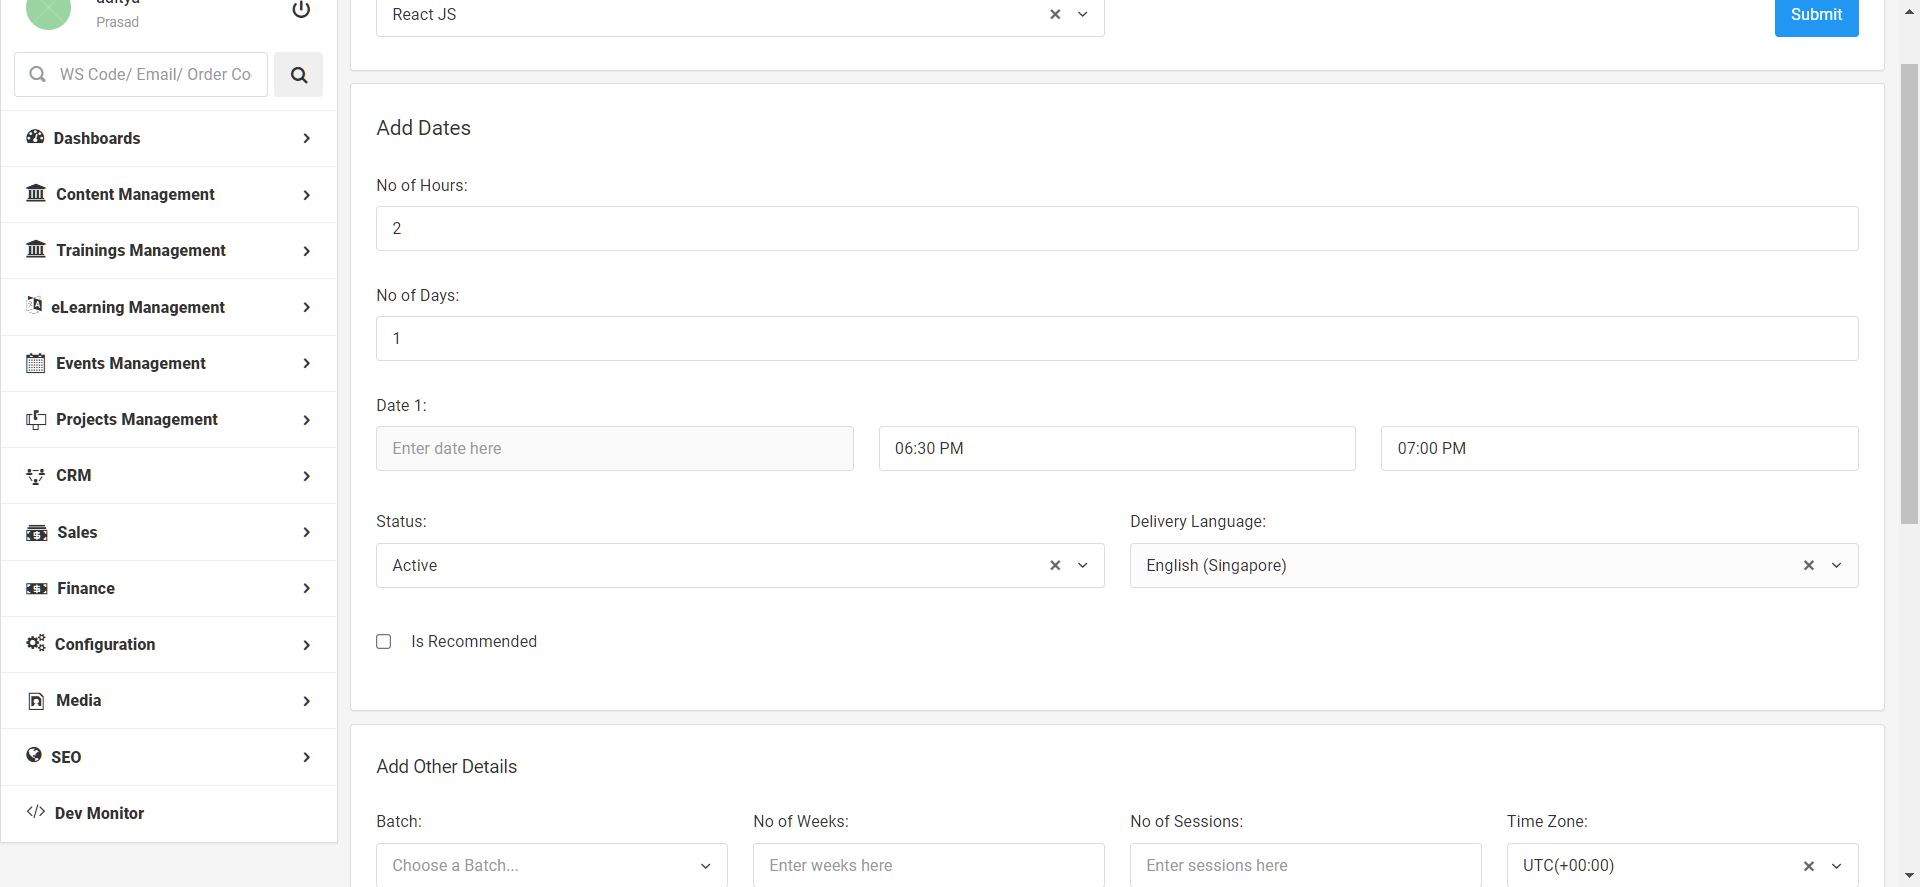 Prasad
WS Code/ Email/ Order Co
Dashboards
Content Management
Trainings Management
eLearning Management
Events Management
Projects Management
CRM
Sales
Finance
Configuration
Media
SEO
Dev Monitor
React JS
Submit
Add Dates
No of Hours:
2
No of Days:
1
Date 1:
Enter date here
06:30 PM
07:00 PM
Status:
Delivery Language:
Active
English (Singapore)
Is Recommended
Add Other Details
Batch:
No of Weeks:
No of Sessions:
Time Zone:
Choose a Batch...
Enter weeks here
Enter sessions here
UTC(+00:00)